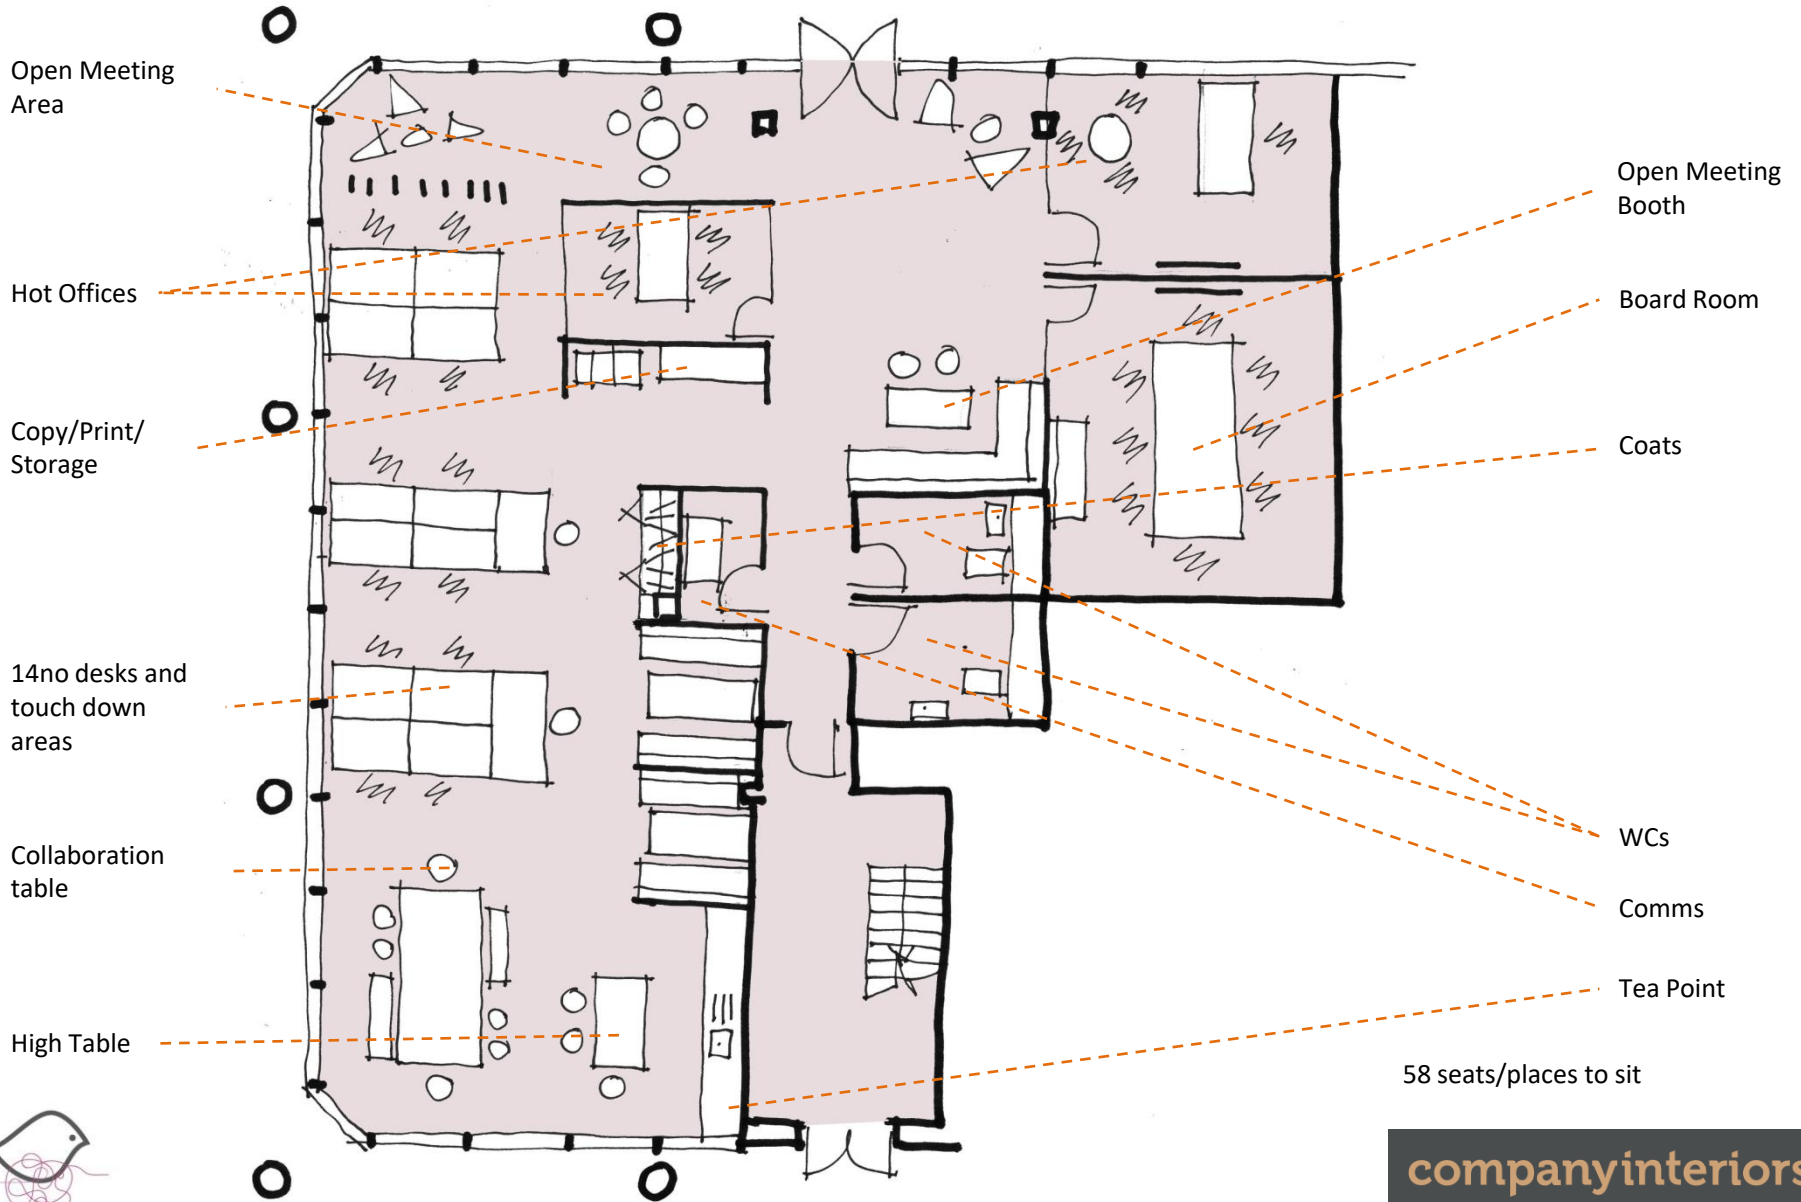 Open Meeting
Area
Hot Offices
Copy/Print/
Storage
14no desks and
touch down
areas
Collaboration
table
High Table
Open Meeting
Booth
Board Room
Coats
WCs
Comms
Tea Point
58 seats/places to sit
companyinteriors